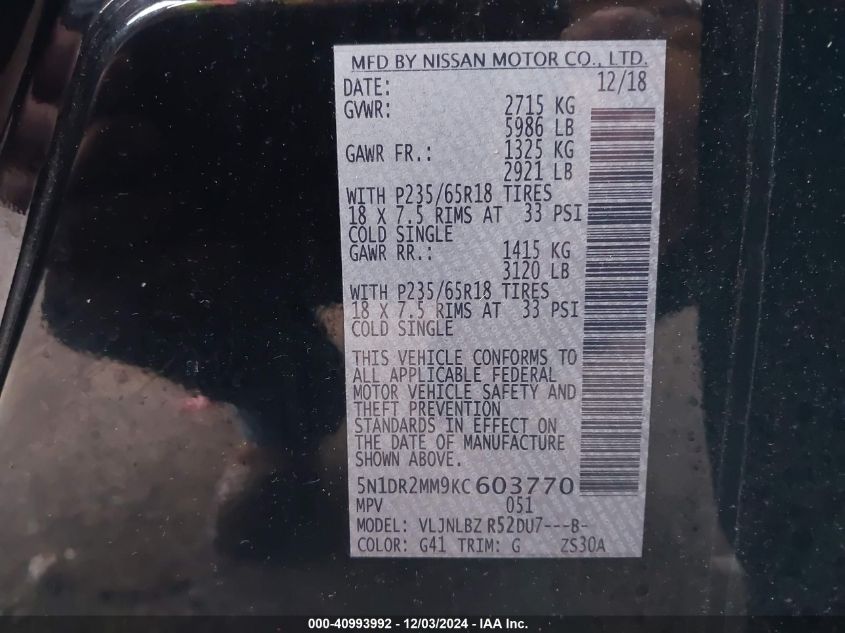 MFD BY NISSAN MOTOR CO., LTD.
DATE: 12/18
GVWR: 2715 KG
5986 LB
GAWR FR.: 1325 KG
2921 LB
WITH P235/65R18 TIRES
18 X 7.5 RIMS AT 33 PSI
COLD SINGLE
GAWR RR.: 1415 KG
3120 LB
WITH P235/65R18 TIRES
18 X 7.5 RIMS AT 33 PSI
COLD SINGLE
THIS VEHICLE CONFORMS TO
ALL APPLICABLE FEDERAL
MOTOR VEHICLE SAFETY AND
THEFT PREVENTION
STANDARDS IN EFFECT ON
THE DATE OF MANUFACTURE
SHOWN ABOVE.
5N1DR2MM9KC603770
MPV 051
MODEL: VLJNLBZ R52DU7---B-
COLOR: G41 TRIM: G ZS30A
000-40993992 - 12/03/2024 - IAA Inc.